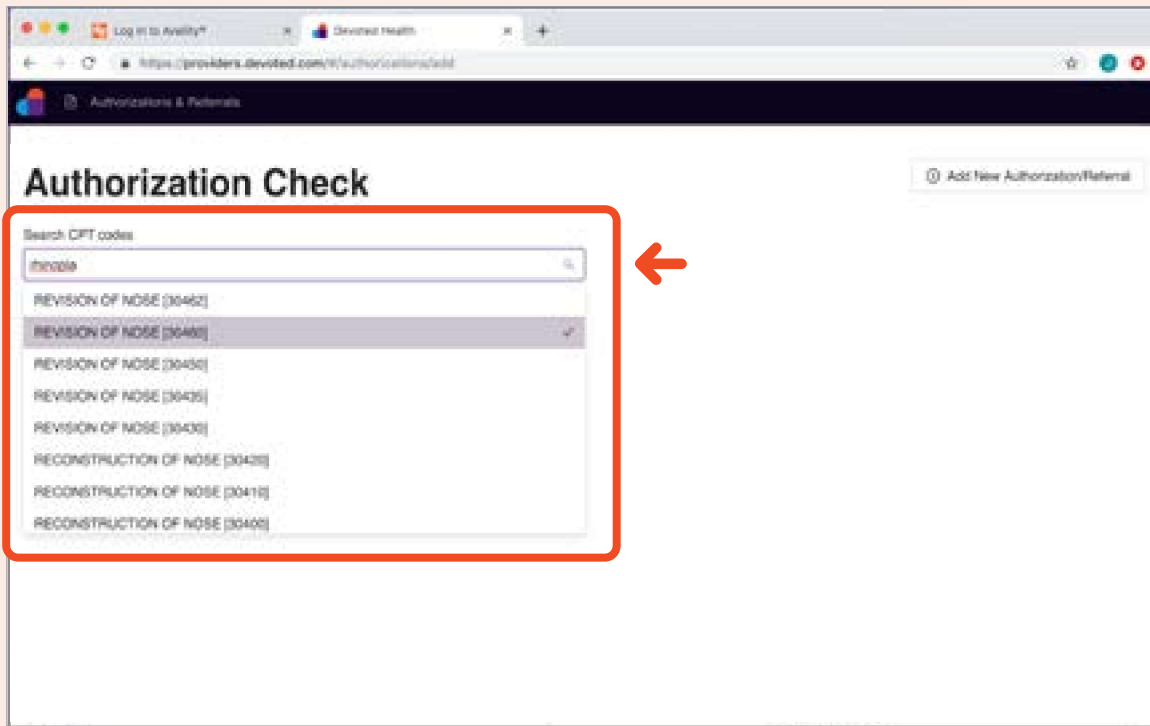 Log in to Availity®
Devoted Health
https://providers.devoted.com/#/authorizations/add
Authorizations & Referrals
Authorization Check
Add New Authorization/Referral
Search CPT codes
rhinopla
REVISION OF NOSE [30462]
REVISION OF NOSE [30460]
REVISION OF NOSE [30450]
REVISION OF NOSE [30435]
REVISION OF NOSE [30430]
RECONSTRUCTION OF NOSE [30420]
RECONSTRUCTION OF NOSE [30410]
RECONSTRUCTION OF NOSE [30400]